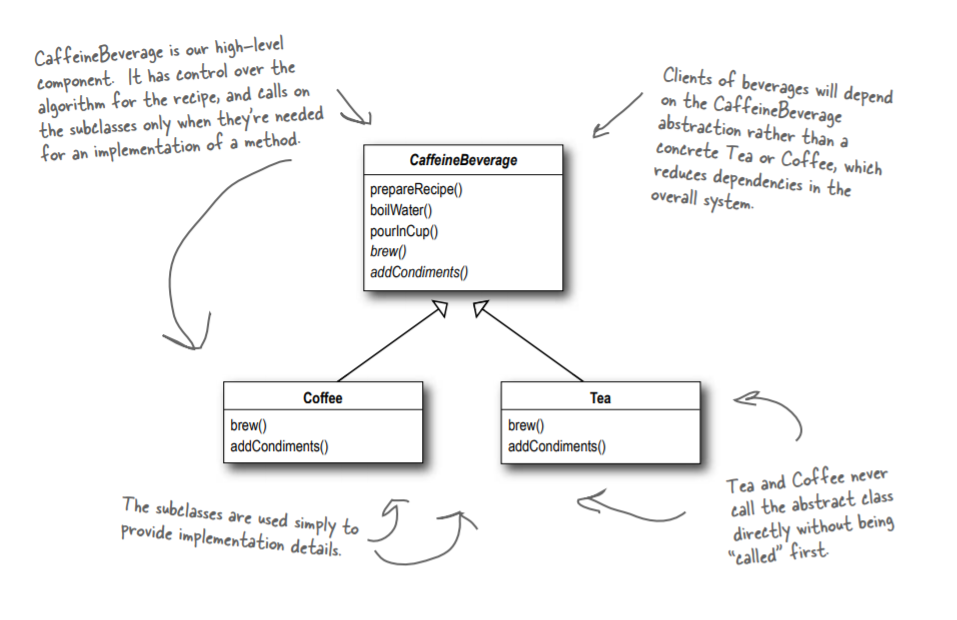 CaffeineBeverage is our high-level
component. It has control over the
algorithm for the recipe, and calls on
the subclasses only when they're needed
for an implementation of a method.
Clients of beverages will depend
on the CaffeineBeverage
abstraction rather than a
concrete Tea or Coffee, which
reduces dependencies in the
overall system.
CaffeineBeverage
prepareRecipe()
boilWater()
pourInCup()
brew()
addCondiments()
Coffee
brew()
addCondiments()
Tea
brew()
addCondiments()
The subclasses are used simply to
provide implementation details.
Tea and Coffee never
call the abstract class
directly without being
“called” first.